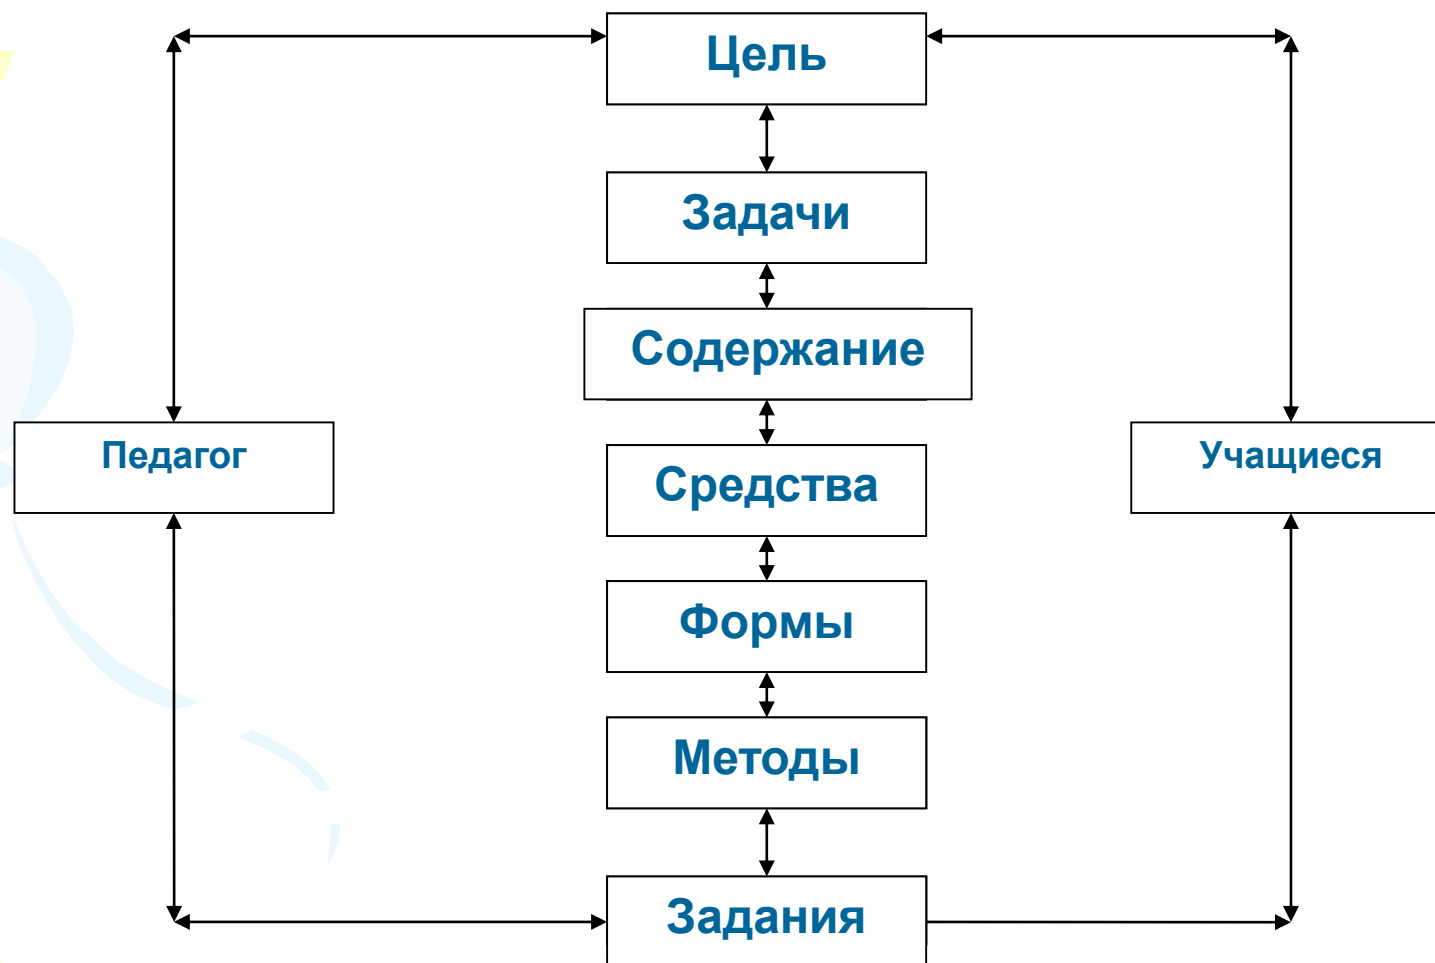 Цель
Задачи
Содержание
Педагог
Учащиеся
Средства
Формы
Методы
Задания